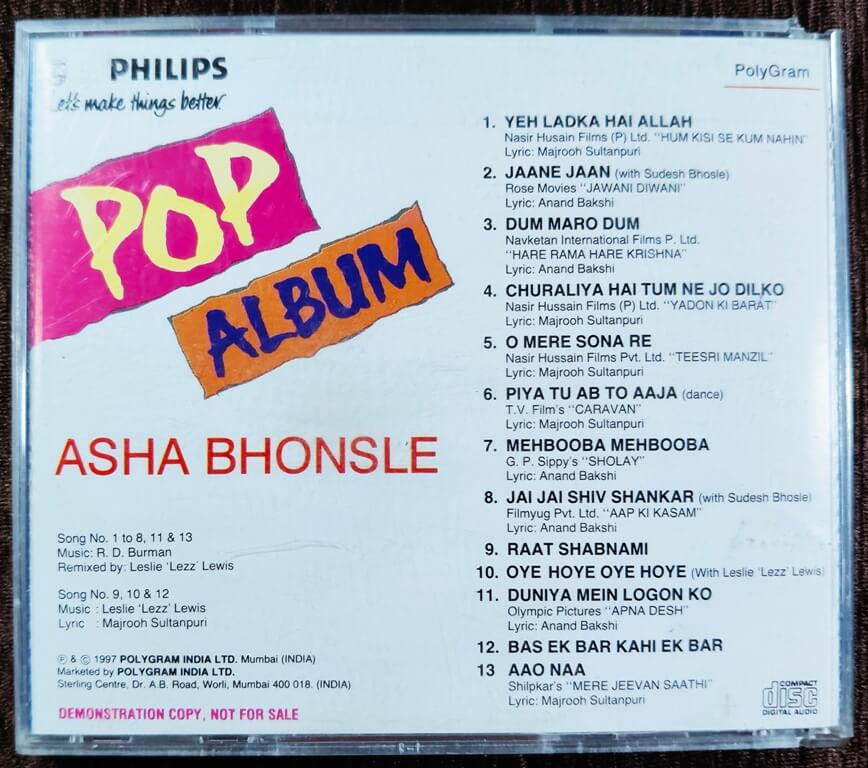 PHILIPS
Let's make things better.
PolyGram
POP
ALBUM
ASHA BHONSLE
Song No. 1 to 8, 11 & 13
Music: R. D. Burman
Remixed by: Leslie 'Lezz' Lewis
Song No. 9, 10 & 12
Music : Leslie 'Lezz' Lewis
Lyric : Majrooh Sultanpuri
℗ & © 1997 POLYGRAM INDIA LTD. Mumbai (INDIA)
Marketed by POLYGRAM INDIA LTD.
Sterling Centre, Dr. A.B. Road, Worli, Mumbai 400 018. (INDIA)
DEMONSTRATION COPY, NOT FOR SALE
1. YEH LADKA HAI ALLAH
Nasir Husain Films (P) Ltd. "HUM KISI SE KUM NAHIN"
Lyric: Majrooh Sultanpuri
2. JAANE JAAN (with Sudesh Bhosle)
Rose Movies "JAWANI DIWANI"
Lyric: Anand Bakshi
3. DUM MARO DUM
Navketan International Films P. Ltd.
"HARE RAMA HARE KRISHNA"
Lyric: Anand Bakshi
4. CHURALIYA HAI TUM NE JO DILKO
Nasir Hussain Films (P) Ltd. "YADON KI BARAT"
Lyric: Majrooh Sultanpuri
5. O MERE SONA RE
Nasir Hussain Films Pvt. Ltd. "TEESRI MANZIL"
Lyric: Majrooh Sultanpuri
6. PIYA TU AB TO AAJA (dance)
T.V. Film's "CARAVAN"
Lyric: Majrooh Sultanpuri
7. MEHBOOBA MEHBOOBA
G. P. Sippy's "SHOLAY"
Lyric: Anand Bakshi
8. JAI JAI SHIV SHANKAR (with Sudesh Bhosle)
Filmyug Pvt. Ltd. "AAP KI KASAM"
Lyric: Anand Bakshi
9. RAAT SHABNAMI
10. OYE HOYE OYE HOYE (With Leslie 'Lezz' Lewis)
11. DUNIYA MEIN LOGON KO
Olympic Pictures "APNA DESH"
Lyric: Anand Bakshi
12. BAS EK BAR KAHI EK BAR
13 AAO NAA
Shilpkar's "MERE JEEVAN SAATHI"
Lyric: Majrooh Sultanpuri
COMPACT
disc
DIGITAL AUDIO